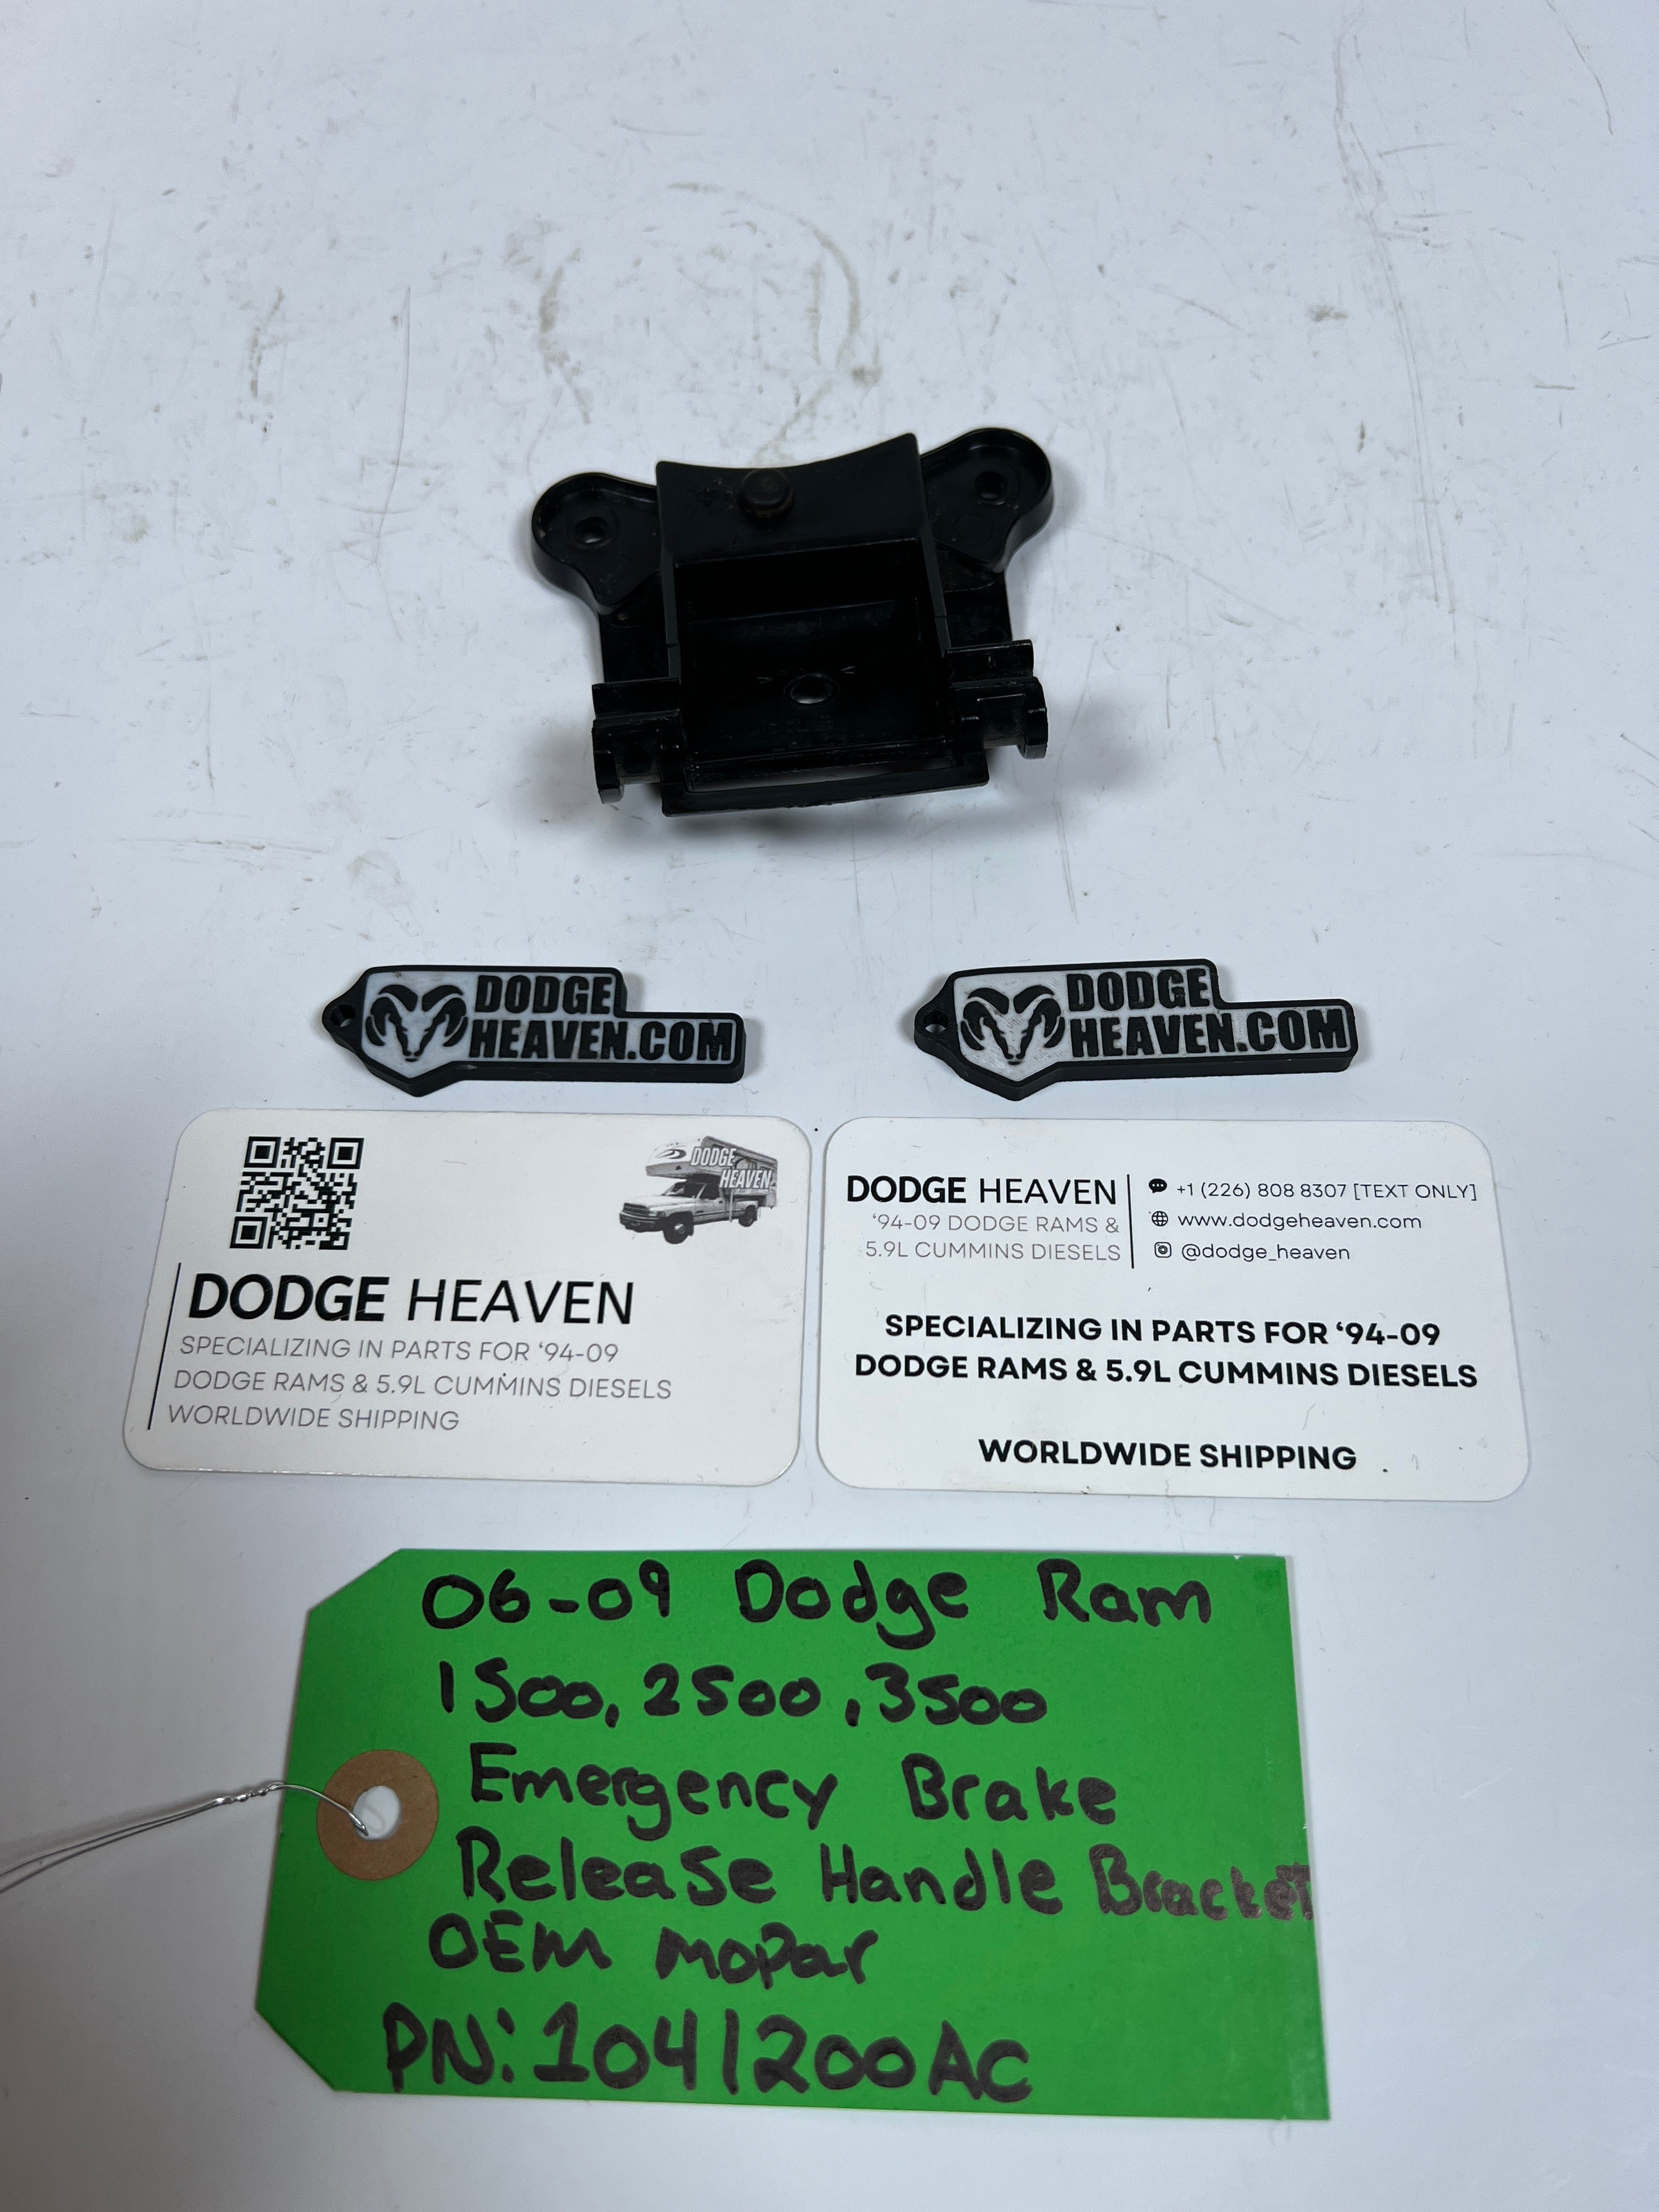 DODGE
HEAVEN.COM
DODGE
HEAVEN.COM
DODGE
HEAVEN
DODGE HEAVEN
SPECIALIZING IN PARTS FOR ‘94-09
DODGE RAMS & 5.9L CUMMINS DIESELS
WORLDWIDE SHIPPING
DODGE HEAVEN
‘94-09 DODGE RAMS &
5.9L CUMMINS DIESELS
+1 (226) 808 8307 [TEXT ONLY]
www.dodgeheaven.com
@dodge_heaven
SPECIALIZING IN PARTS FOR ‘94-09
DODGE RAMS & 5.9L CUMMINS DIESELS
WORLDWIDE SHIPPING
06-09 Dodge Ram
1500, 2500, 3500
Emergency Brake
Release Handle Bracket
OEM mopar
PN: 1041200AC